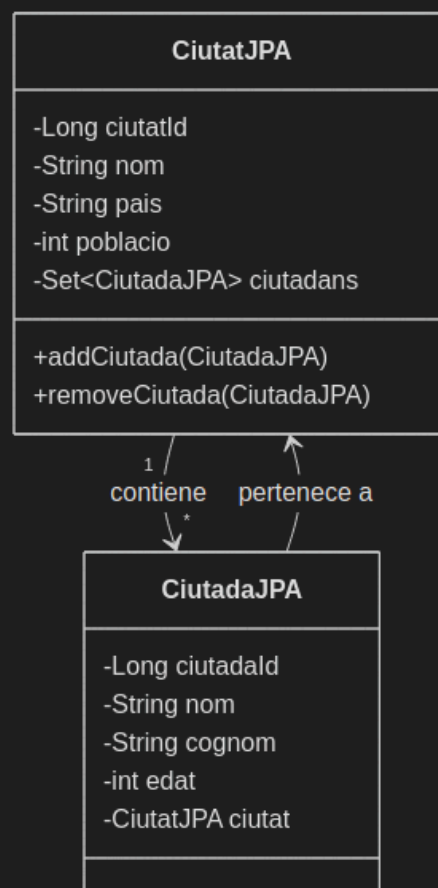 CiutatJPA
-Long ciutatId
-String nom
-String pais
-int poblacio
-Set<CiutadaJPA> ciutadans
+addCiutada(CiutadaJPA)
+removeCiutada(CiutadaJPA)
1
contiene
pertenece a
*
CiutadaJPA
-Long ciutadaId
-String nom
-String cognom
-int edat
-CiutatJPA ciutat